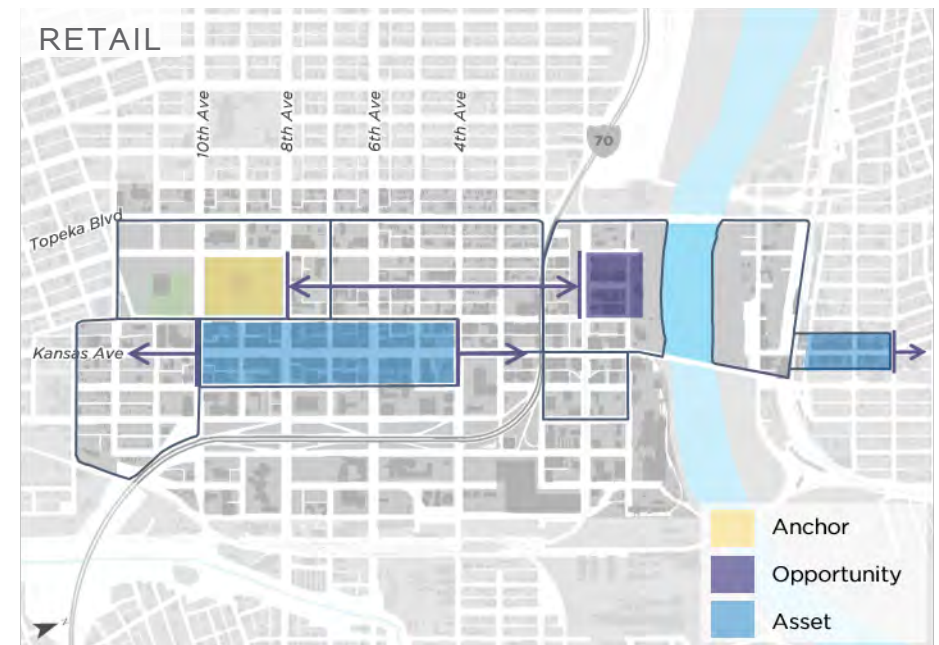 RETAIL
10th Ave
8th Ave
6th Ave
4th Ave
70
Topeka Blvd
Kansas Ave
Anchor
Opportunity
Asset